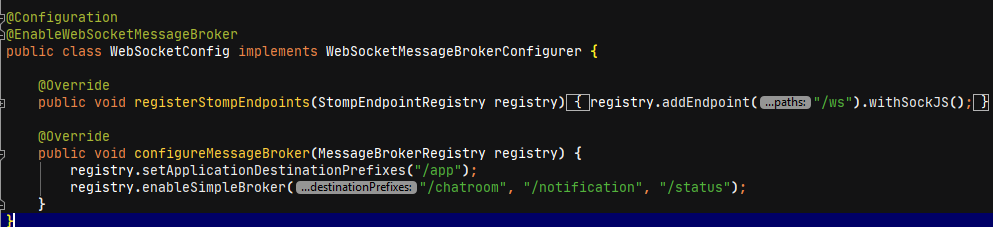 @Configuration
@EnableWebSocketMessageBroker
public class WebSocketConfig implements WebSocketMessageBrokerConfigurer {
@Override
public void registerStompEndpoints(StompEndpointRegistry registry) { registry.addEndpoint( ...paths: "/ws").withSockJS(); }
@Override
public void configureMessageBroker(MessageBrokerRegistry registry) {
registry.setApplicationDestinationPrefixes("/app");
registry.enableSimpleBroker( ...destinationPrefixes: "/chatroom", "/notification", "/status");
}
}